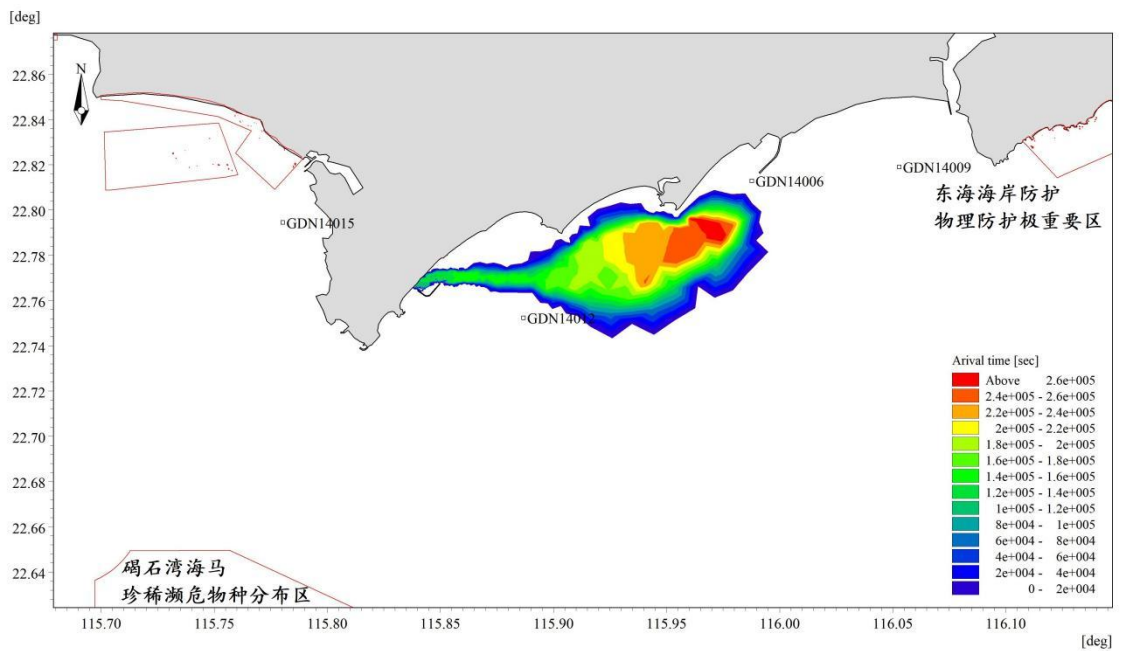 [deg]
22.86
22.84
22.82
22.80
22.78
22.76
22.74
22.72
22.70
22.68
22.66
22.64
N
GDN14015
GDN14012
GDN14006
GDN14009
东海海岸防护
物理防护极重要区
碣石湾海马
珍稀濒危物种分布区
Arival time [sec]
Above 2.6e+005
2.4e+005 - 2.6e+005
2.2e+005 - 2.4e+005
2e+005 - 2.2e+005
1.8e+005 - 2e+005
1.6e+005 - 1.8e+005
1.4e+005 - 1.6e+005
1.2e+005 - 1.4e+005
1e+005 - 1.2e+005
8e+004 - 1e+005
6e+004 - 8e+004
4e+004 - 6e+004
2e+004 - 4e+004
0 - 2e+004
115.70 115.75 115.80 115.85 115.90 115.95 116.00 116.05 116.10
[deg]